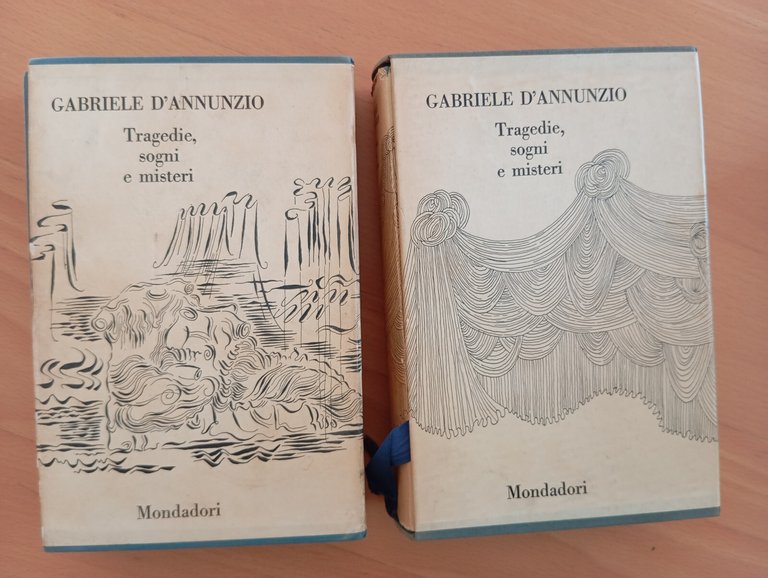 GABRIELE D'ANNUNZIO
Tragedie,
sogni
e misteri
Mondadori
GABRIELE D'ANNUNZIO
Tragedie,
sogni
e misteri
Mondadori